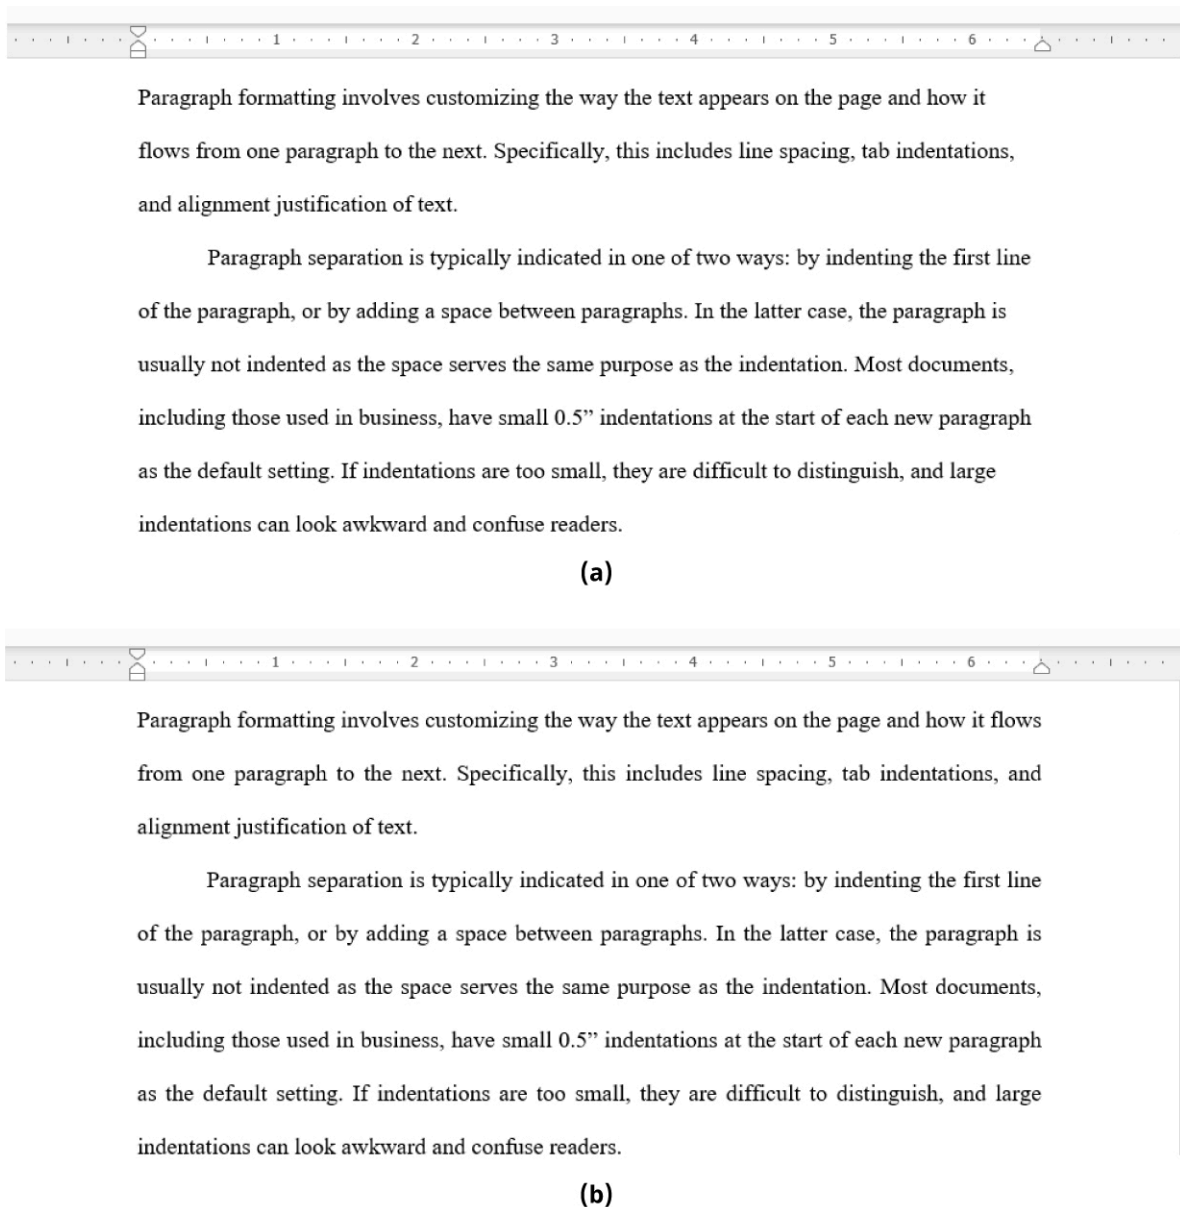 1 2 3 4 5 6
Paragraph formatting involves customizing the way the text appears on the page and how it
flows from one paragraph to the next. Specifically, this includes line spacing, tab indentations,
and alignment justification of text.
Paragraph separation is typically indicated in one of two ways: by indenting the first line
of the paragraph, or by adding a space between paragraphs. In the latter case, the paragraph is
usually not indented as the space serves the same purpose as the indentation. Most documents,
including those used in business, have small 0.5” indentations at the start of each new paragraph
as the default setting. If indentations are too small, they are difficult to distinguish, and large
indentations can look awkward and confuse readers.
(a)
1 2 3 4 5 6
Paragraph formatting involves customizing the way the text appears on the page and how it flows
from one paragraph to the next. Specifically, this includes line spacing, tab indentations, and
alignment justification of text.
Paragraph separation is typically indicated in one of two ways: by indenting the first line
of the paragraph, or by adding a space between paragraphs. In the latter case, the paragraph is
usually not indented as the space serves the same purpose as the indentation. Most documents,
including those used in business, have small 0.5” indentations at the start of each new paragraph
as the default setting. If indentations are too small, they are difficult to distinguish, and large
indentations can look awkward and confuse readers.
(b)